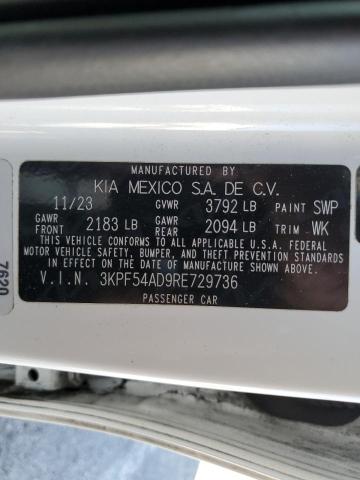 MANUFACTURED BY
KIA MEXICO S.A. DE C.V.
11/23 GVWR 3792 LB PAINT SWP
GAWR FRONT 2183 LB GAWR REAR 2094 LB TRIM WK
THIS VEHICLE CONFORMS TO ALL APPLICABLE U.S.A. FEDERAL
MOTOR VEHICLE SAFETY, BUMPER, AND THEFT PREVENTION STANDARDS
IN EFFECT ON THE DATE OF MANUFACTURE SHOWN ABOVE.
V.I.N. 3KPF54AD9RE729736
PASSENGER CAR
7620